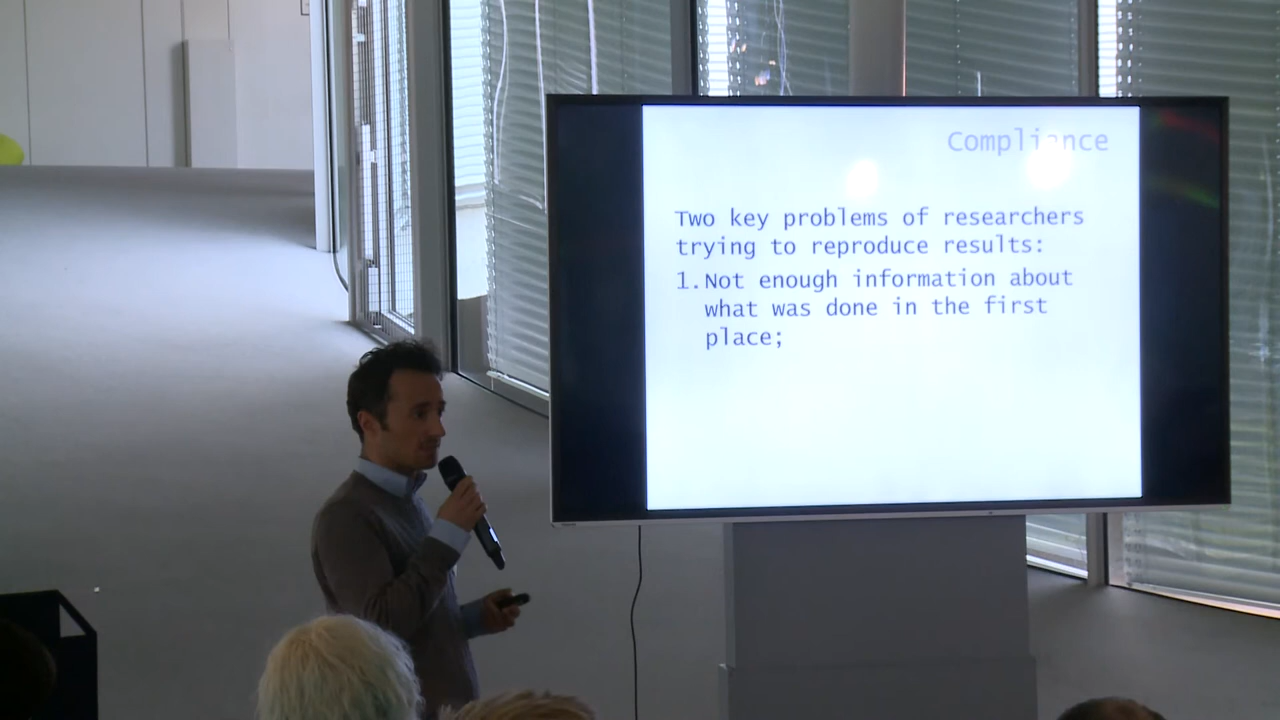 Compliance
Two key problems of researchers
trying to reproduce results:
1. Not enough information about
what was done in the first
place;